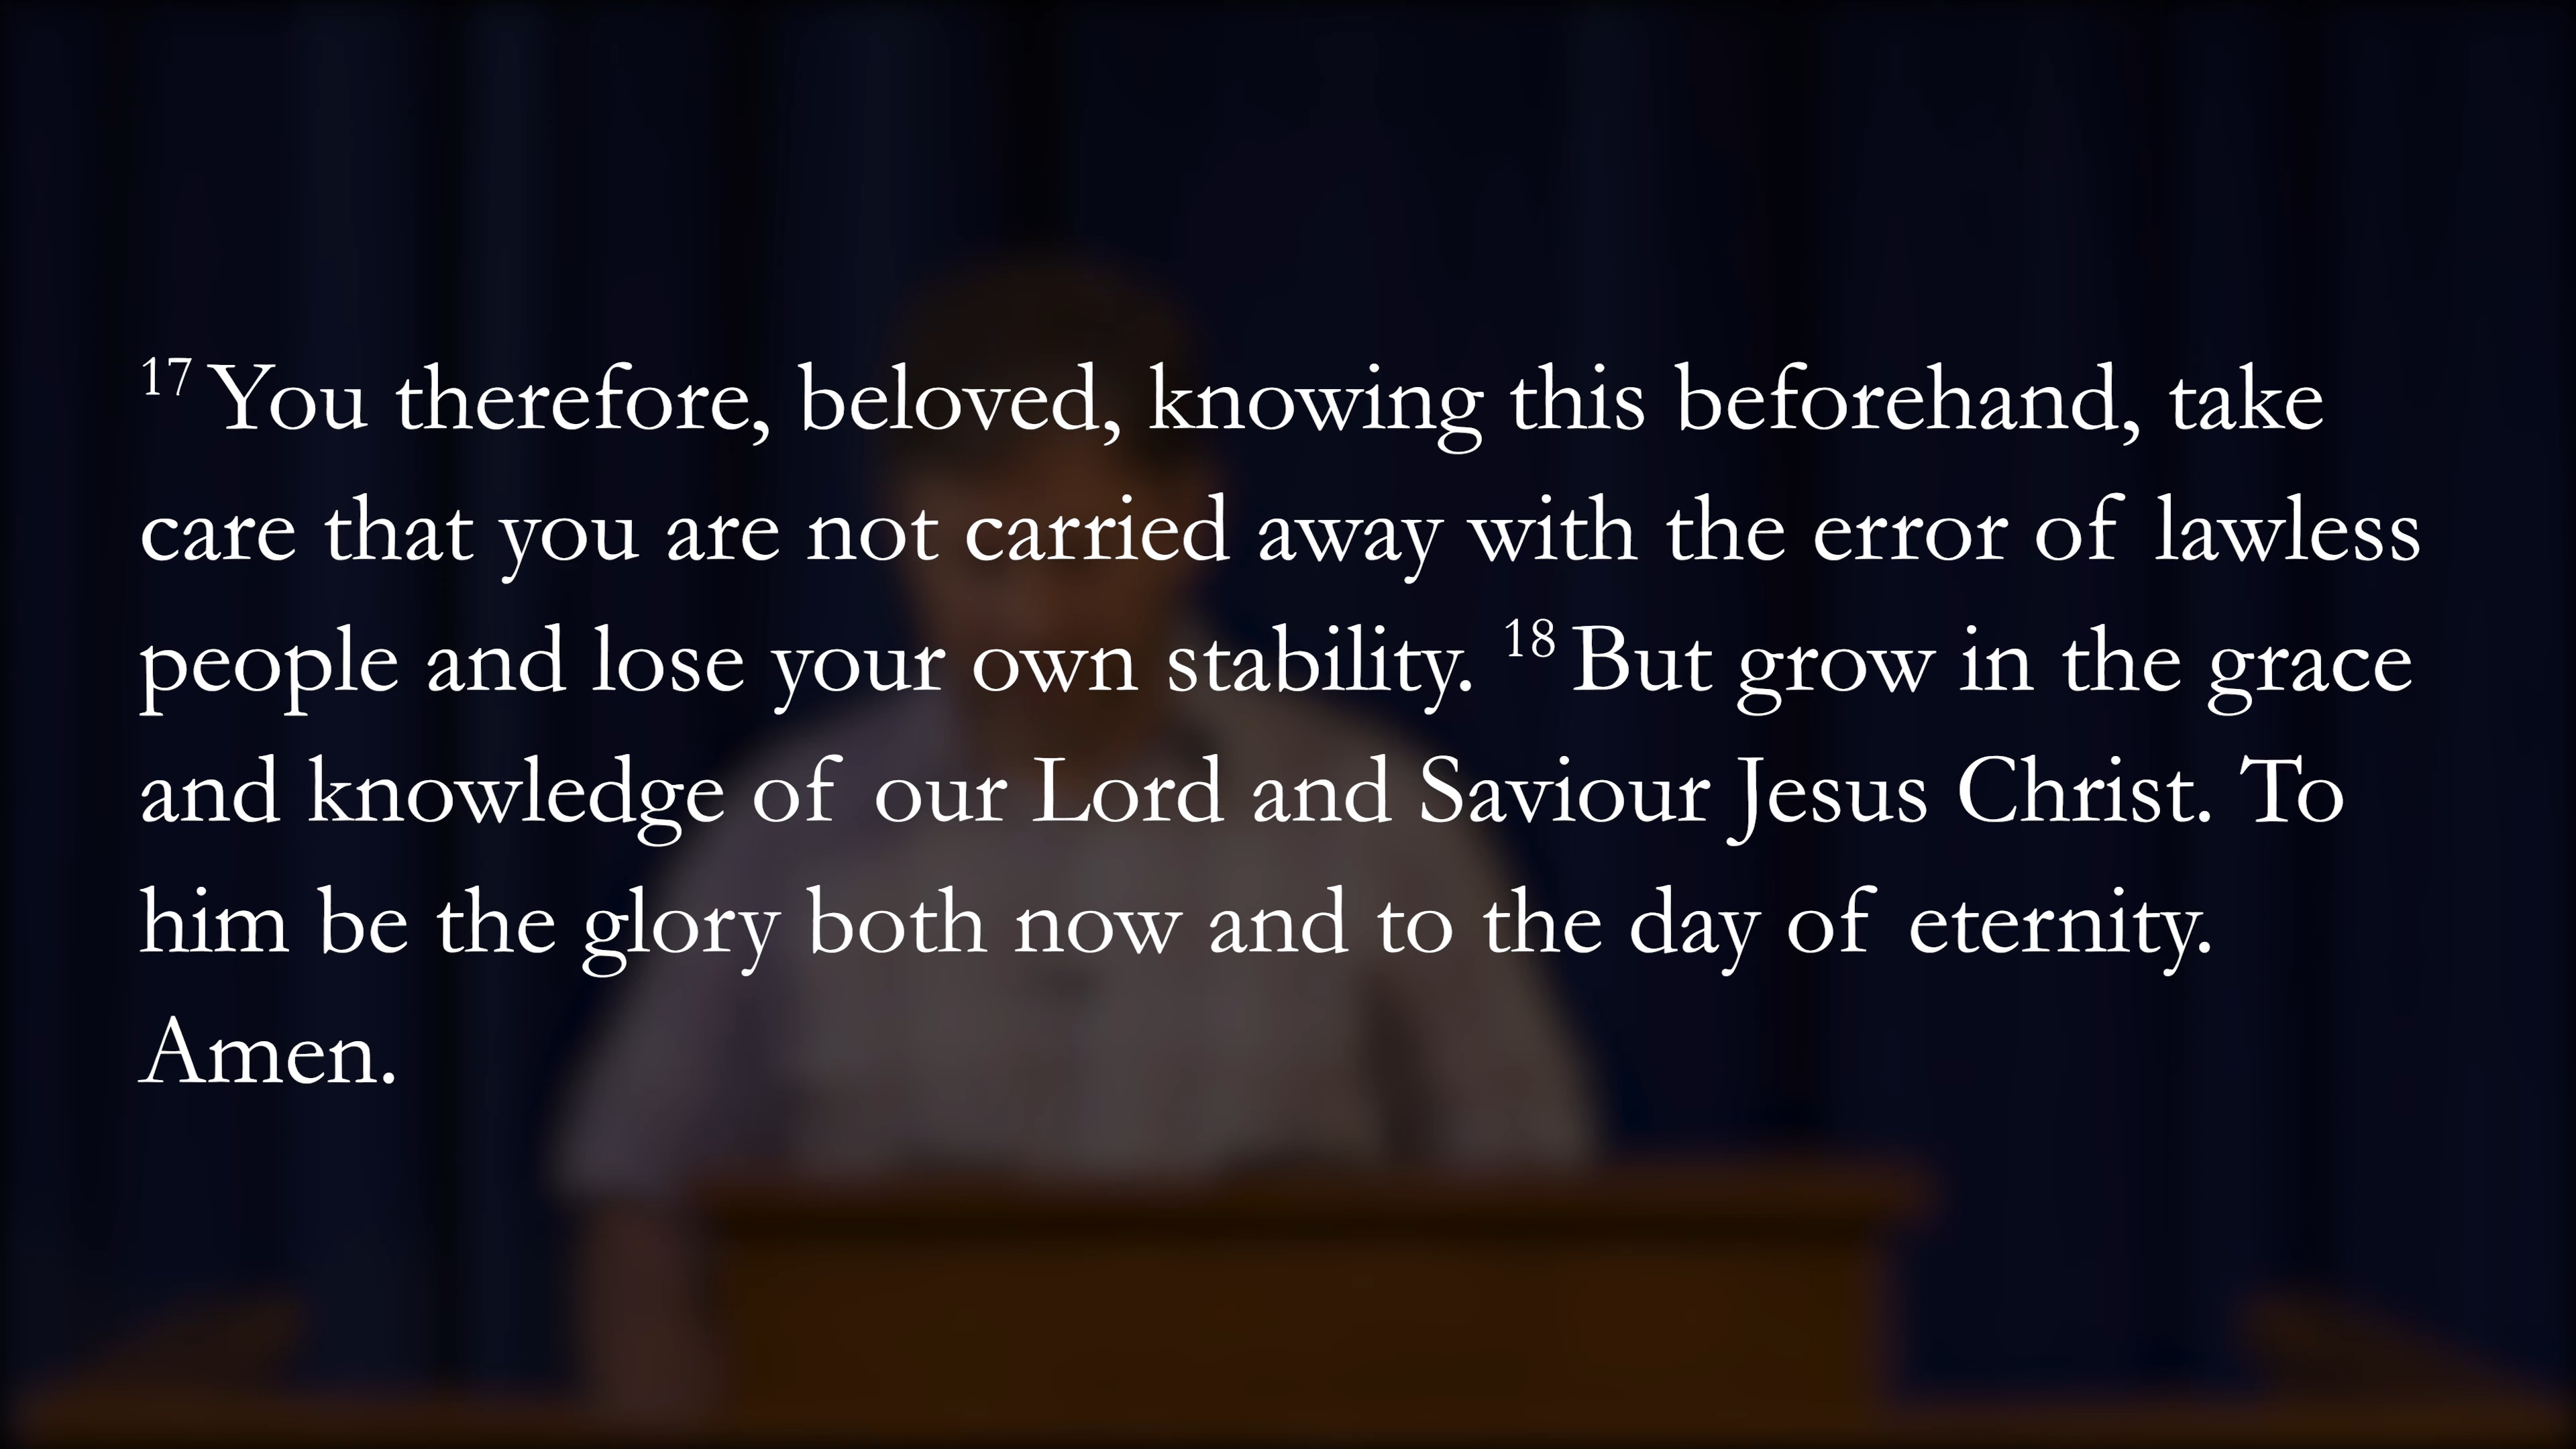 17 You therefore, beloved, knowing this beforehand, take
care that you are not carried away with the error of lawless
people and lose your own stability. 18 But grow in the grace
and knowledge of our Lord and Saviour Jesus Christ. To
him be the glory both now and to the day of eternity.
Amen.